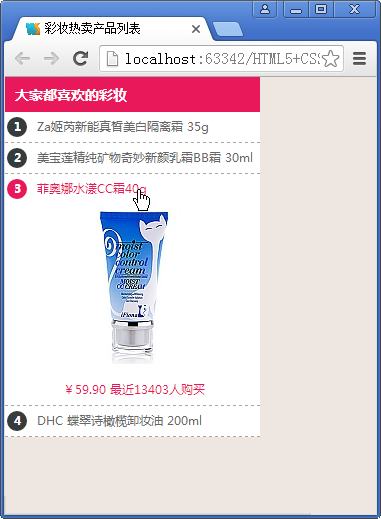 彩妆热卖产品列表
localhost:63342/HTML5+CSS
大家都喜欢的彩妆
1 Za姬芮新能真皙美白隔离霜 35g
2 美宝莲精纯矿物奇妙新颜乳霜BB霜 30ml
3 菲奥娜水漾CC霜40g
moist
color
control
cream
MOIST
CC CREAM
¥59.90 最近13403人购买
4 DHC 蝶翠诗橄榄卸妆油 200ml